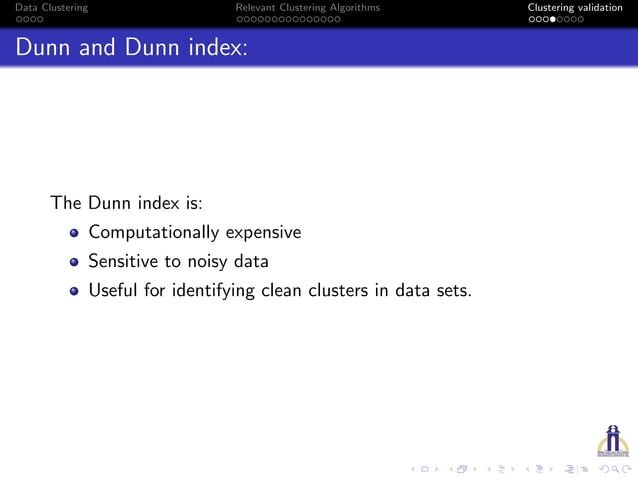 Data Clustering Relevant Clustering Algorithms Clustering validation
Dunn and Dunn index:
The Dunn index is:
Computationally expensive
Sensitive to noisy data
Useful for identifying clean clusters in data sets.